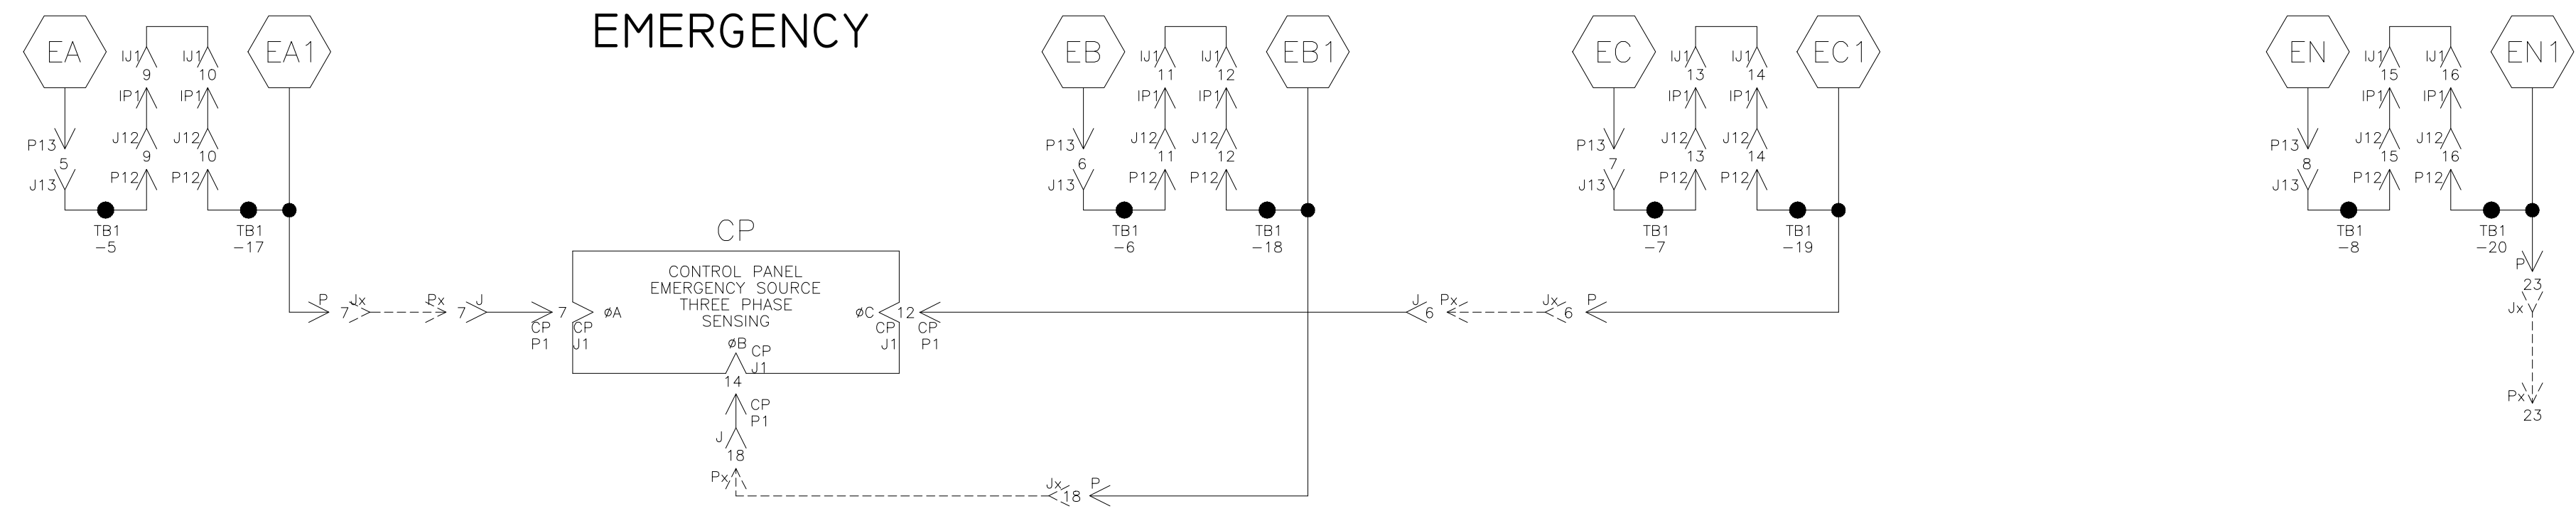 EMERGENCY
EA
IJ1
9
IJ1
10
EA1
IP1
IP1
P13
5
J13
J12
9
J12
10
P12
P12
TB1
-5
TB1
-17
EB
IJ1
11
IJ1
12
EB1
IP1
IP1
P13
6
J13
J12
11
J12
12
P12
P12
TB1
-6
TB1
-18
EC
IJ1
13
IJ1
14
EC1
IP1
IP1
P13
7
J13
J12
13
J12
14
P12
P12
TB1
-7
TB1
-19
EN
IJ1
15
IJ1
16
EN1
IP1
IP1
P13
8
J13
J12
15
J12
16
P12
P12
TB1
-8
TB1
-20
P
23
Jx
Px
23
CP
CONTROL PANEL
EMERGENCY SOURCE
THREE PHASE
SENSING
P
7
Jx
Px
7
J
7
CP
P1
CP
J1
øA
øC
12
CP
J1
CP
P1
J
6
Px
Jx
6
P
øB
CP
J1
14
CP
P1
J
18
Px
Jx
18
P